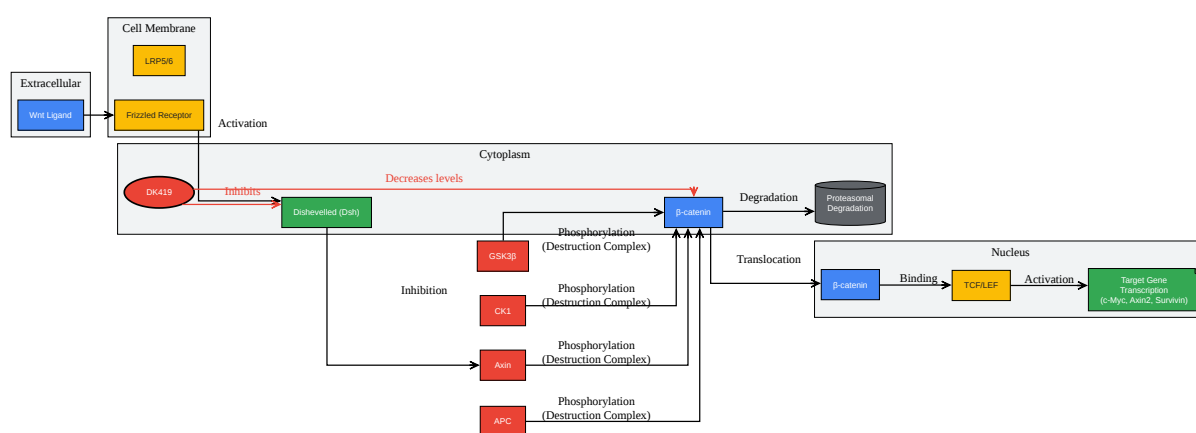 Cell Membrane
LRP5/6
Extracellular
Wnt Ligand
Frizzled Receptor
Activation
Cytoplasm
DK419
Inhibits
Decreases levels
Dishevelled (Dsh)
β-catenin
Degradation
Proteasomal
Degradation
GSK3β
Phosphorylation
(Destruction Complex)
Inhibition
CK1
Phosphorylation
(Destruction Complex)
Axin
Phosphorylation
(Destruction Complex)
APC
Phosphorylation
(Destruction Complex)
Translocation
Nucleus
β-catenin
Binding
TCF/LEF
Activation
Target Gene
Transcription
(c-Myc, Axin2, Survivin)